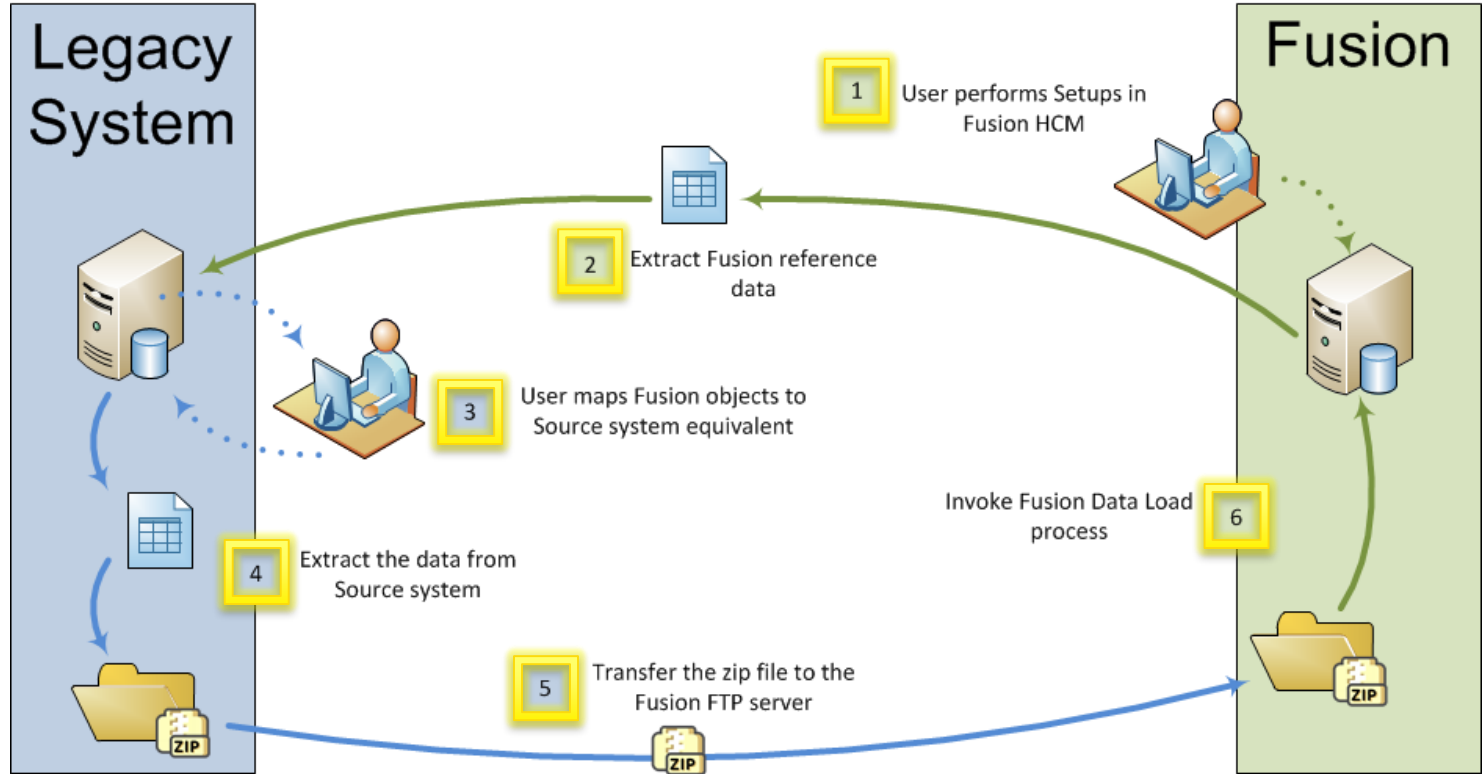 Legacy
System
Fusion
1
User performs Setups in
Fusion HCM
2
Extract Fusion reference
data
3
User maps Fusion objects to
Source system equivalent
4
Extract the data from
Source system
5
Transfer the zip file to the
Fusion FTP server
6
Invoke Fusion Data Load
process
ZIP
ZIP
ZIP